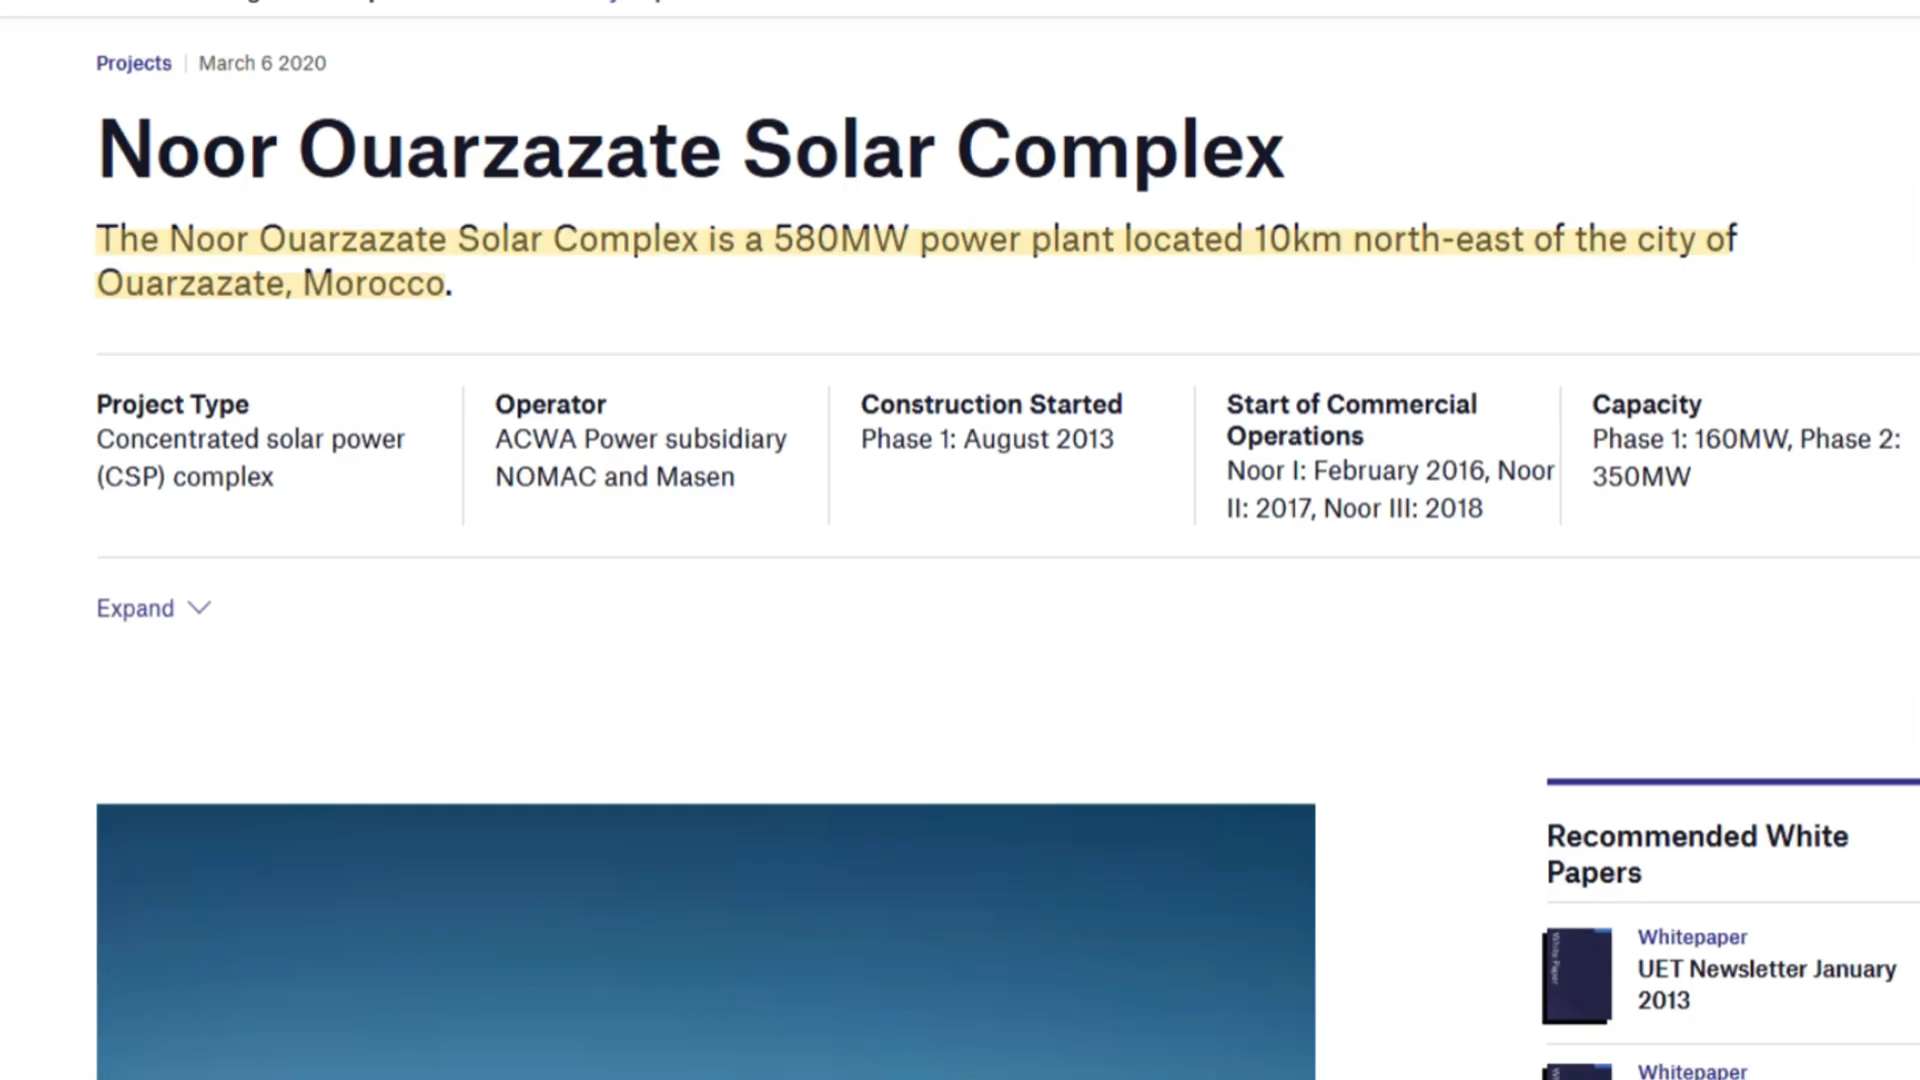 Projects | March 6 2020
Noor Ouarzazate Solar Complex
The Noor Ouarzazate Solar Complex is a 580MW power plant located 10km north-east of the city of
Ouarzazate, Morocco.
Project Type
Concentrated solar power
(CSP) complex
Operator
ACWA Power subsidiary
NOMAC and Masen
Construction Started
Phase 1: August 2013
Start of Commercial
Operations
Noor I: February 2016, Noor
II: 2017, Noor III: 2018
Capacity
Phase 1: 160MW, Phase 2:
350MW
Expand
Recommended White
Papers
White Paper
Whitepaper
UET Newsletter January
2013
Whitepaper